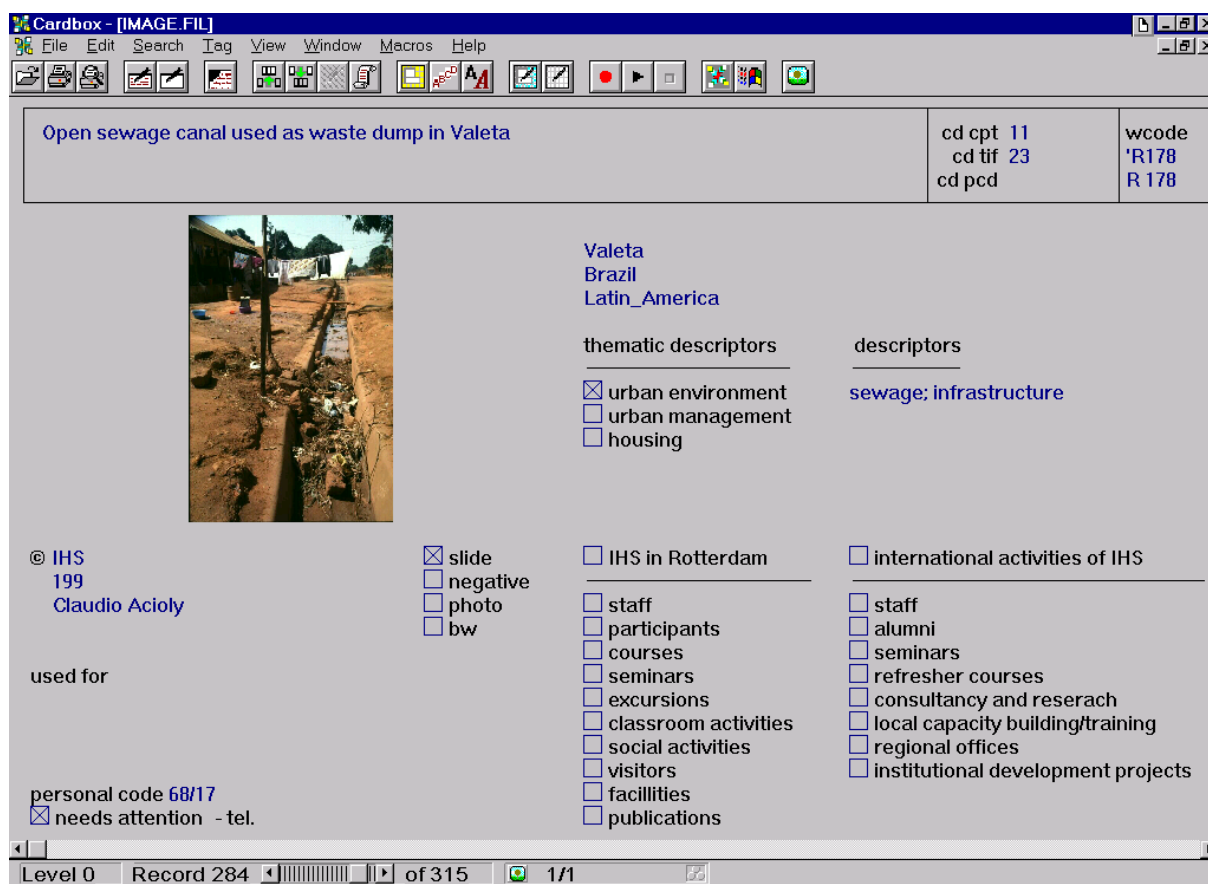 Cardbox - [IMAGE.FIL]
File Edit Search Tag View Window Macros Help
Open sewage canal used as waste dump in Valeta
cd cpt 11
cd tif 23
cd pcd
wcode
'R178
R 178
Valeta
Brazil
Latin_America
thematic descriptors
urban environment
urban management
housing
descriptors
sewage; infrastructure
© IHS
199
Claudio Acioly
slide
negative
photo
bw
used for
personal code 68/17
needs attention - tel.
IHS in Rotterdam
staff
participants
courses
seminars
excursions
classroom activities
social activities
visitors
facillities
publications
international activities of IHS
staff
alumni
seminars
refresher courses
consultancy and reserach
local capacity building/training
regional offices
institutional development projects
Level 0 Record 284 of 315 1/1